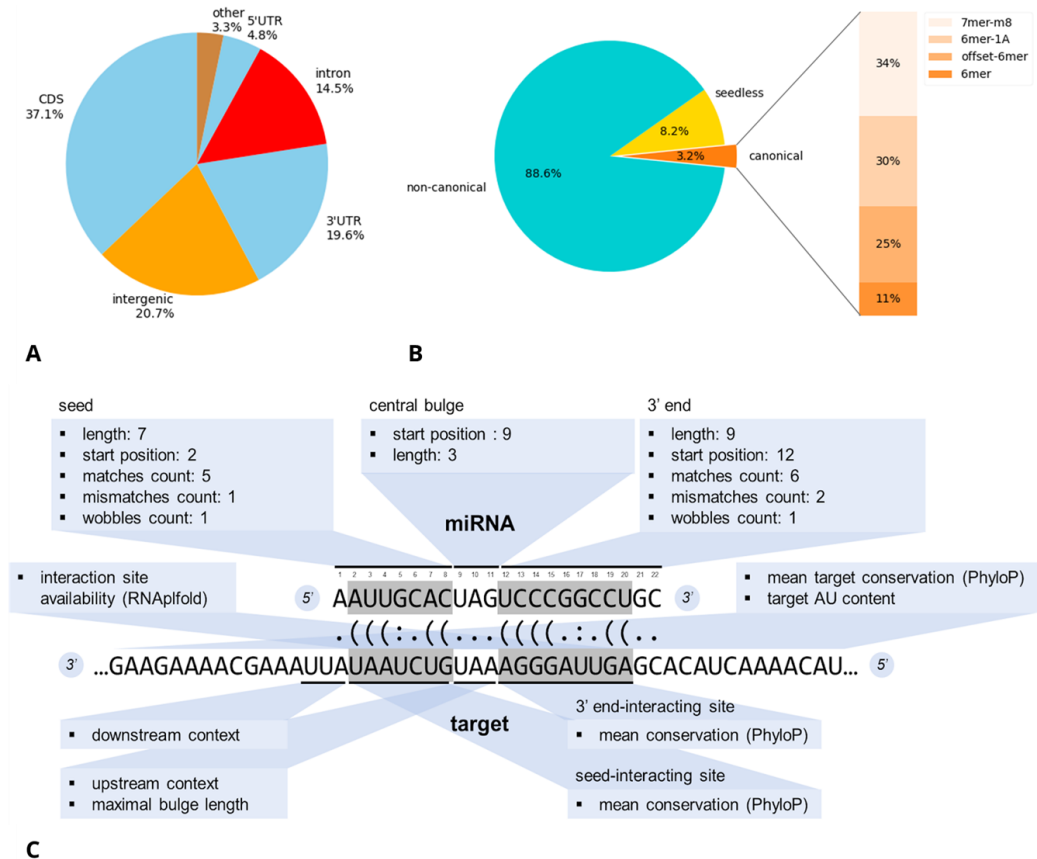 other
3.3%
5'UTR
4.8%
intron
14.5%
CDS
37.1%
3'UTR
19.6%
intergenic
20.7%
A
seedless
8.2%
3.2%
canonical
88.6%
non-canonical
34%
30%
25%
11%
7mer-m8
6mer-1A
offset-6mer
6mer
B
seed
▪ length: 7
▪ start position: 2
▪ matches count: 5
▪ mismatches count: 1
▪ wobbles count: 1
central bulge
▪ start position : 9
▪ length: 3
3' end
▪ length: 9
▪ start position: 12
▪ matches count: 6
▪ mismatches count: 2
▪ wobbles count: 1
miRNA
▪ interaction site
availability (RNAplfold)
▪ mean target conservation (PhyloP)
▪ target AU content
1 2 3 4 5 6 7 8 9 10 11 12 13 14 15 16 17 18 19 20 21 22
5' AAUUGCACUAGUCCCGGCCUGC 3'
.(((:.((...((((.:.((..
3' ...GAAGAAAACGAAAUUAUAAUCUGUAAAGGGAUUGAGCACAUCAAAACAU... 5'
target
▪ downstream context
▪ upstream context
▪ maximal bulge length
3' end-interacting site
▪ mean conservation (PhyloP)
seed-interacting site
▪ mean conservation (PhyloP)
C